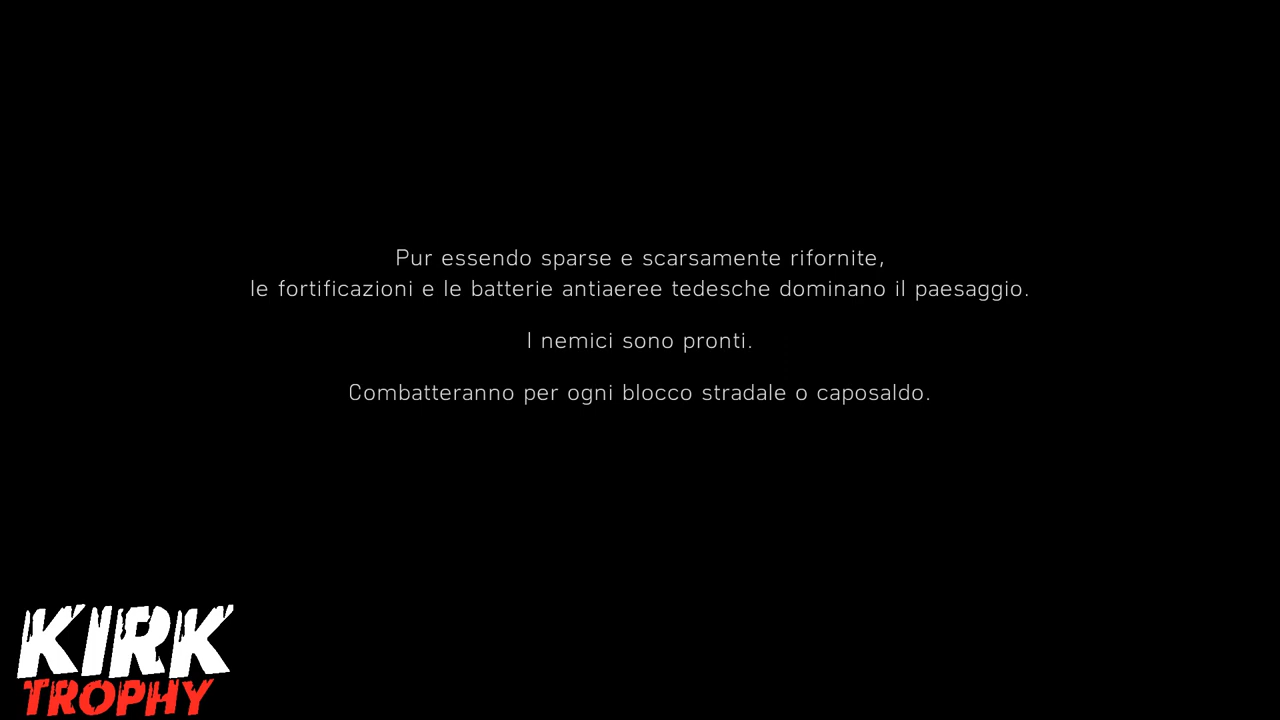 Pur essendo sparse e scarsamente rifornite,
le fortificazioni e le batterie antiaeree tedesche dominano il paesaggio.
I nemici sono pronti.
Combatteranno per ogni blocco stradale o caposaldo.
KIRK
TROPHY